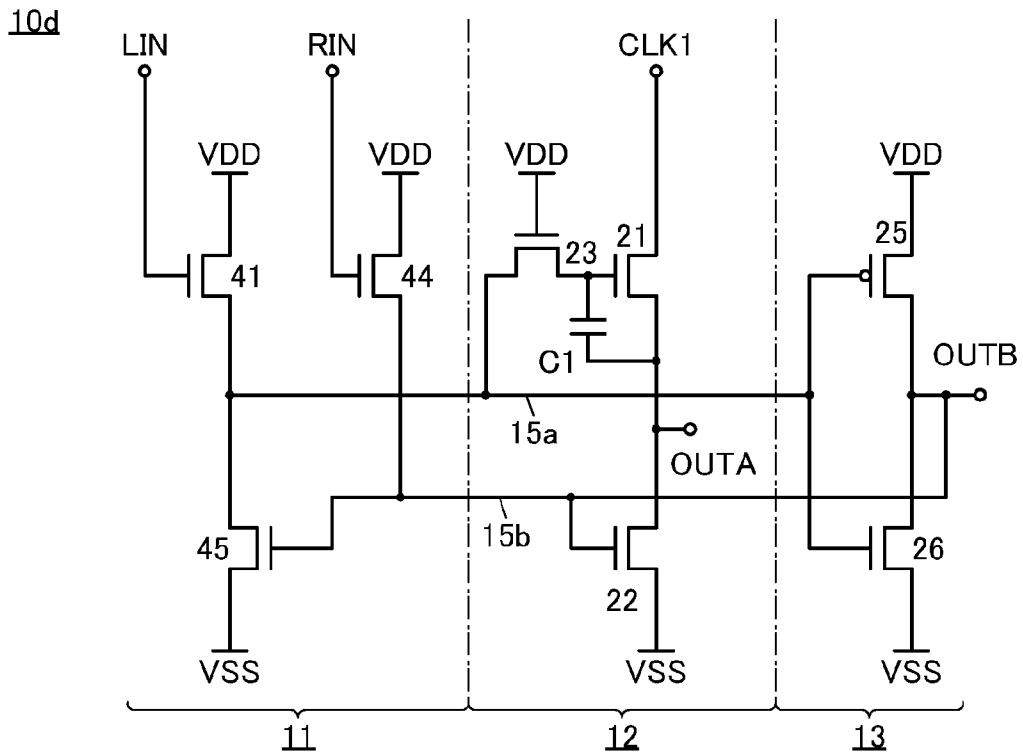 10d
LIN
RIN
CLK1
VDD
VDD
VDD
VDD
41
44
23
21
25
C1
OUTB
15a
OUTA
15b
45
22
26
VSS
VSS
VSS
11
12
13